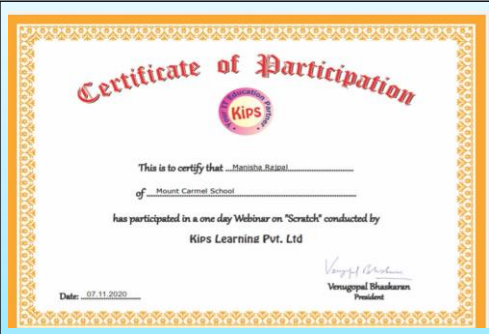 Certificate of Participation
Your IT Education Partner
Kips
This is to certify that Manisha Rajpal
of Mount Carmel School
has participated in a one day Webinar on "Scratch" conducted by
Kips Learning Pvt. Ltd
Venugopal Bhaskaran
Date: 07.11.2020
President